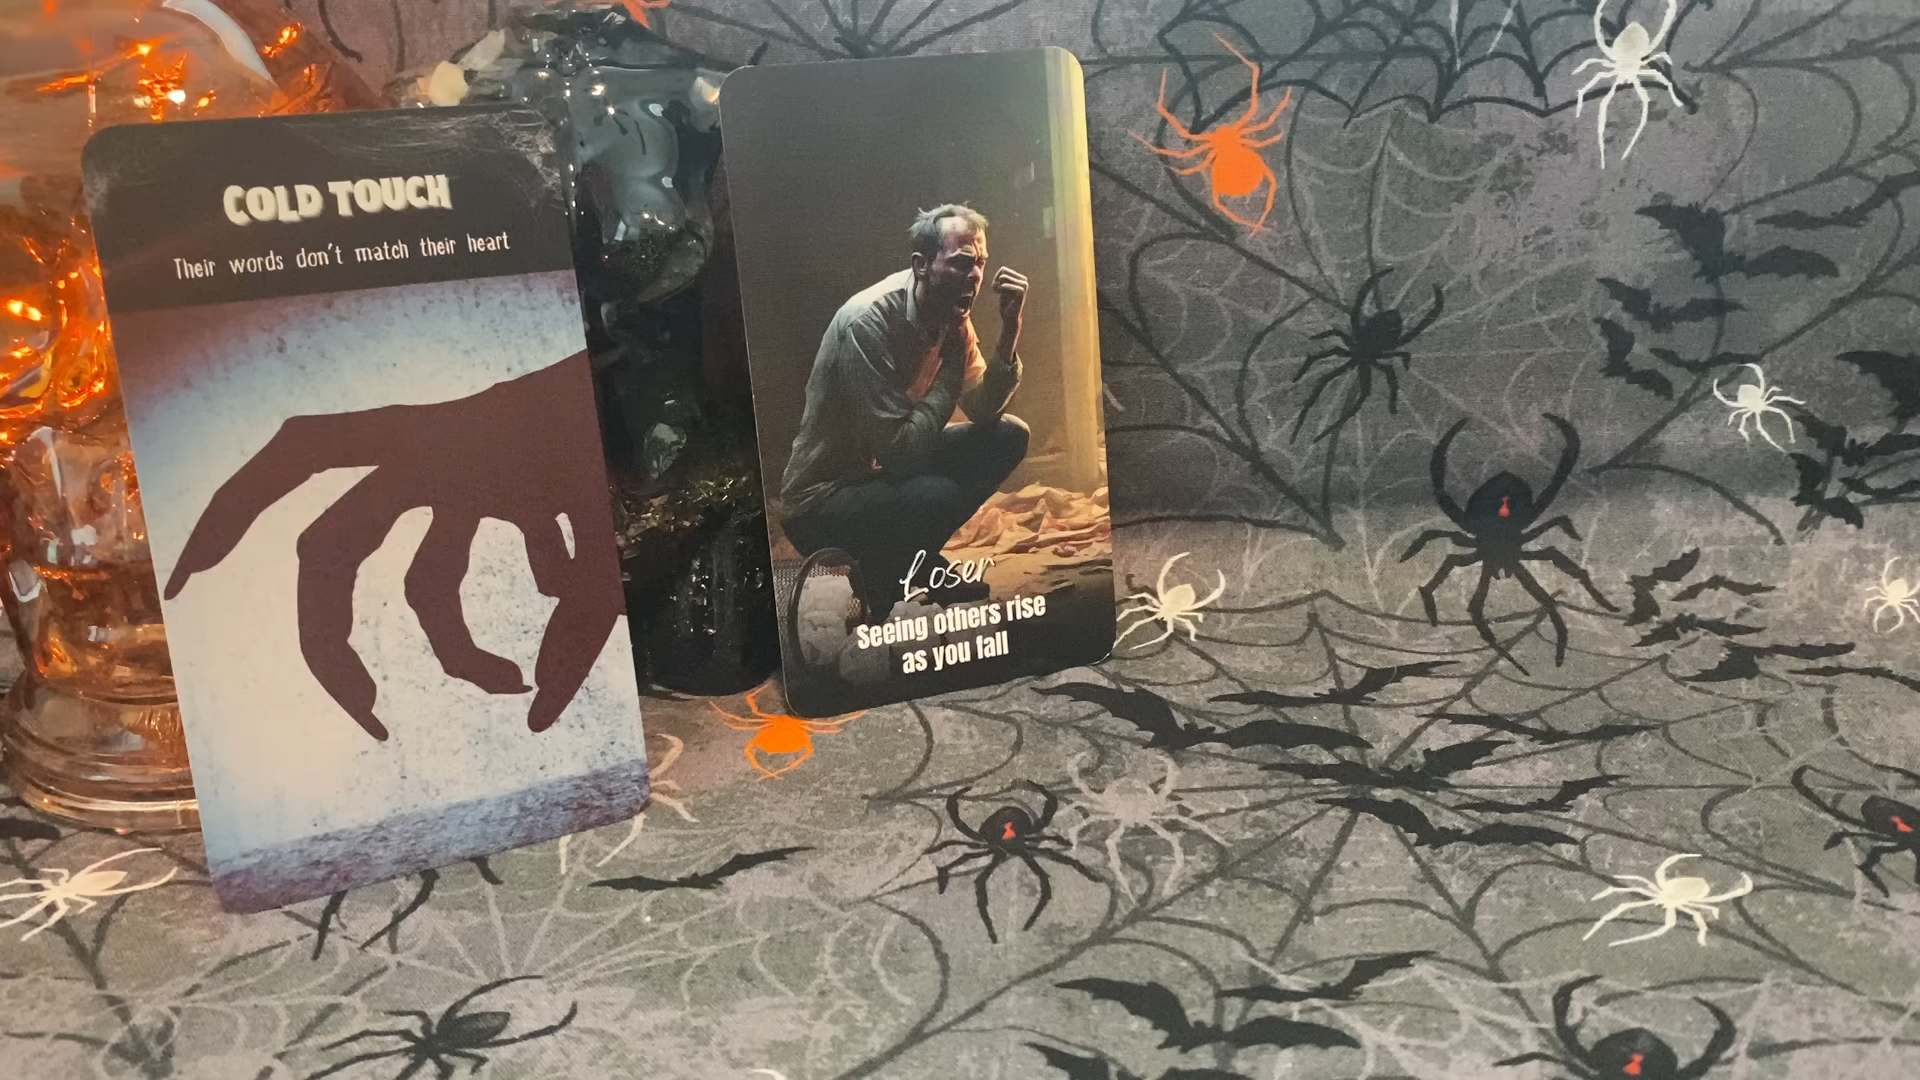 COLD TOUCH
Their words don't match their heart
Loser
Seeing others rise
as you fall